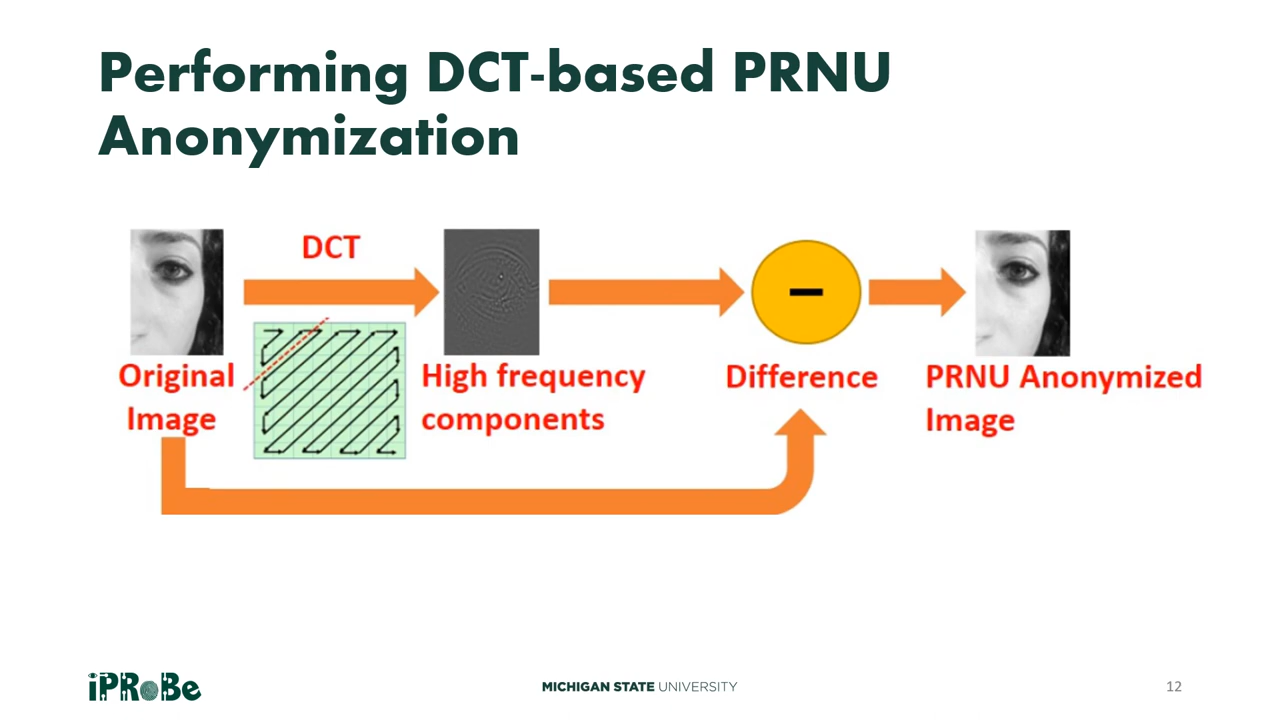 Performing DCT-based PRNU
Anonymization
DCT
Original
Image
High frequency
components
Difference
PRNU Anonymized
Image
iPRoBe
MICHIGAN STATE UNIVERSITY
12